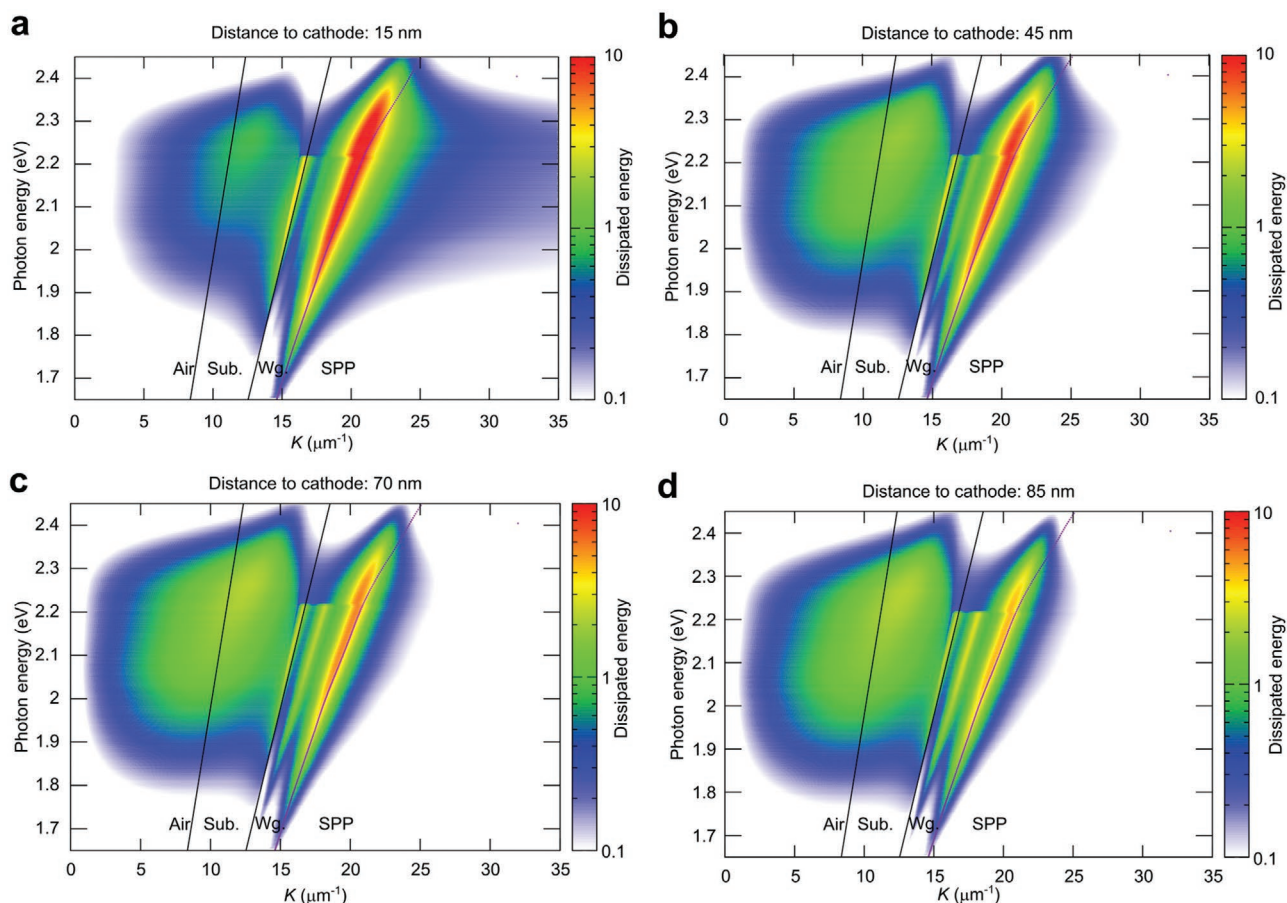 a
Distance to cathode: 15 nm
2.4
2.3
2.2
2.1
2
1.9
1.8
1.7
Photon energy (eV)
Air Sub. Wg. SPP
0 5 10 15 20 25 30 35
K (μm⁻¹)
10
1
0.1
Dissipated energy
b
Distance to cathode: 45 nm
2.4
2.3
2.2
2.1
2
1.9
1.8
1.7
Photon energy (eV)
Air Sub. Wg. SPP
0 5 10 15 20 25 30 35
K (μm⁻¹)
10
1
0.1
Dissipated energy
c
Distance to cathode: 70 nm
2.4
2.3
2.2
2.1
2
1.9
1.8
1.7
Photon energy (eV)
Air Sub. Wg. SPP
0 5 10 15 20 25 30 35
K (μm⁻¹)
10
1
0.1
Dissipated energy
d
Distance to cathode: 85 nm
2.4
2.3
2.2
2.1
2
1.9
1.8
1.7
Photon energy (eV)
Air Sub. Wg. SPP
0 5 10 15 20 25 30 35
K (μm⁻¹)
10
1
0.1
Dissipated energy